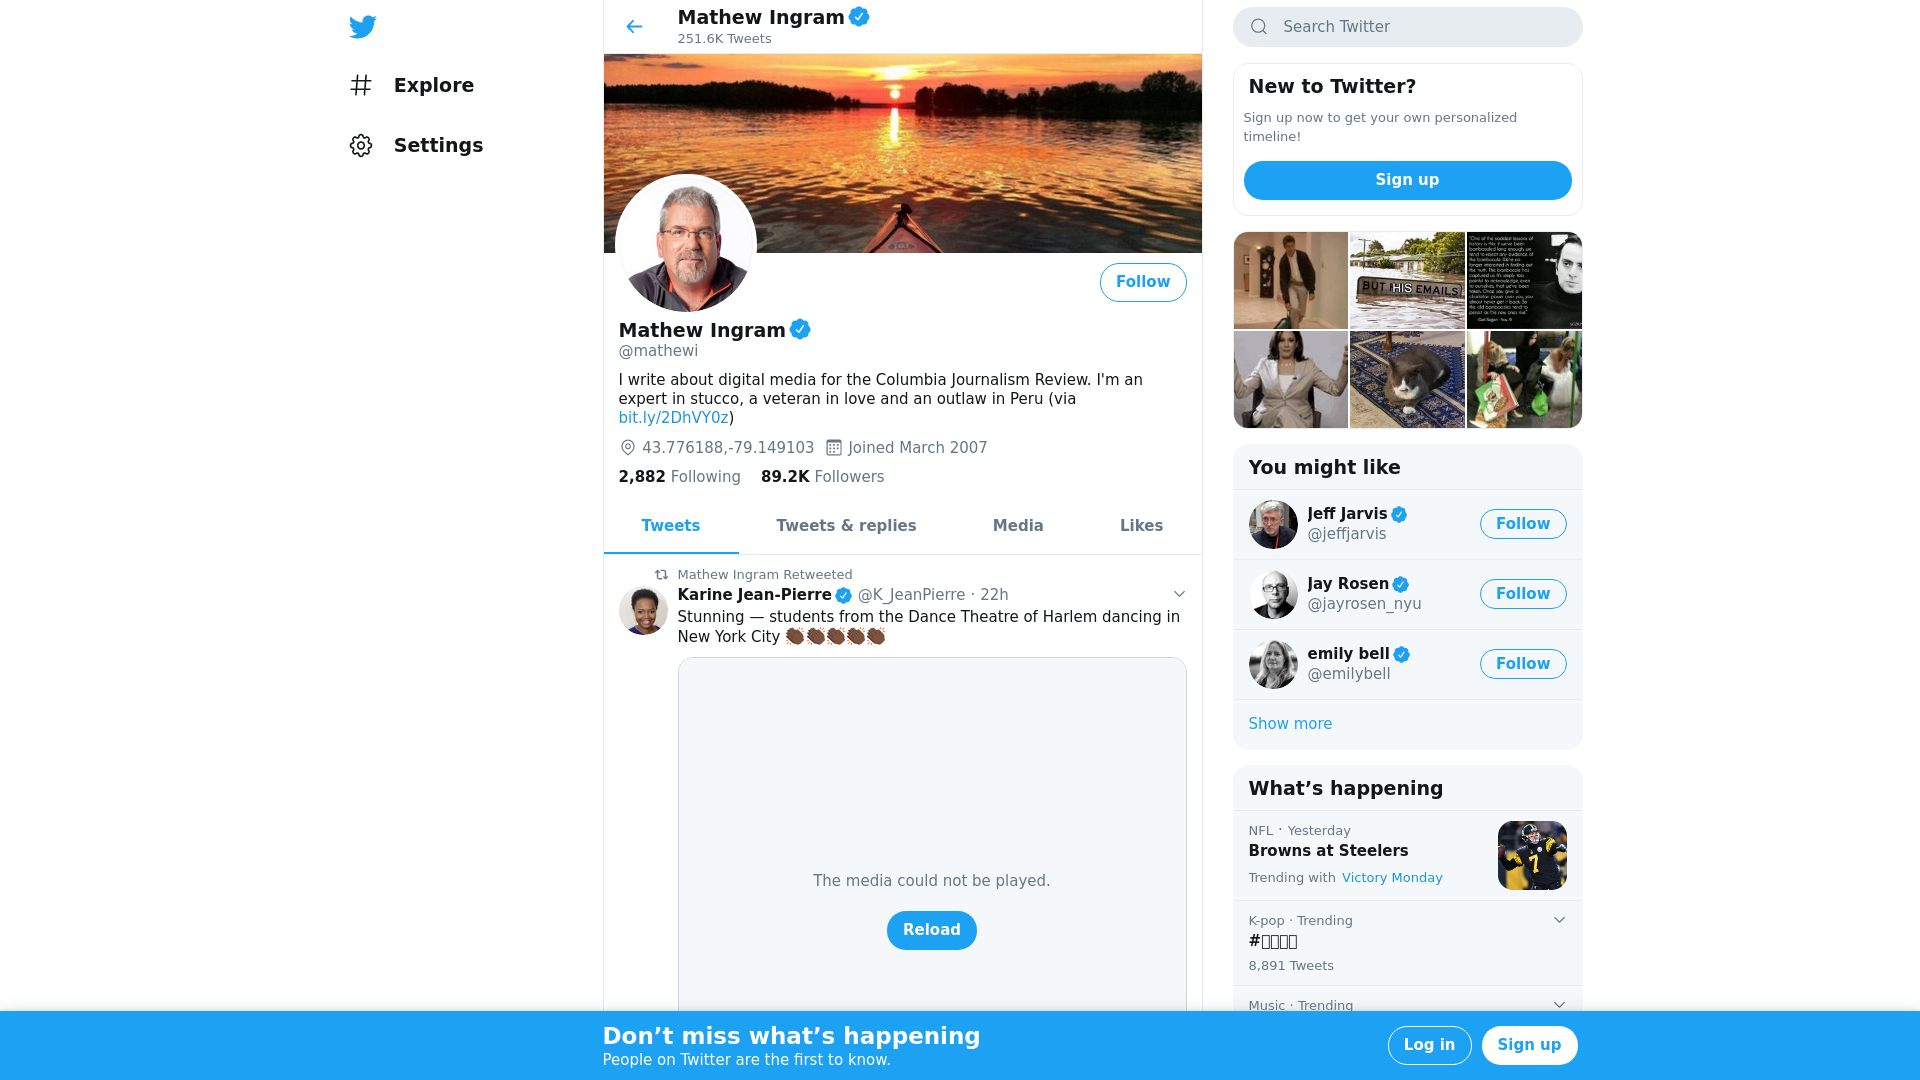 Explore
Settings
Mathew Ingram
251.6K Tweets
Follow
Mathew Ingram
@mathewi
I write about digital media for the Columbia Journalism Review. I'm an
expert in stucco, a veteran in love and an outlaw in Peru (via
bit.ly/2DhVY0z)
43.776188,-79.149103 Joined March 2007
2,882 Following 89.2K Followers
Tweets Tweets & replies Media Likes
Mathew Ingram Retweeted
Karine Jean-Pierre @K_JeanPierre · 22h
Stunning — students from the Dance Theatre of Harlem dancing in
New York City 👏🏿👏🏿👏🏿👏🏿👏🏿
The media could not be played.
Reload
Search Twitter
New to Twitter?
Sign up now to get your own personalized
timeline!
Sign up
BUT HIS EMAILS
You might like
Jeff Jarvis
@jeffjarvis
Follow
Jay Rosen
@jayrosen_nyu
Follow
emily bell
@emilybell
Follow
Show more
What’s happening
NFL · Yesterday
Browns at Steelers
Trending with Victory Monday
7
K-pop · Trending
#
8,891 Tweets
Music · Trending
Don’t miss what’s happening
People on Twitter are the first to know.
Log in
Sign up